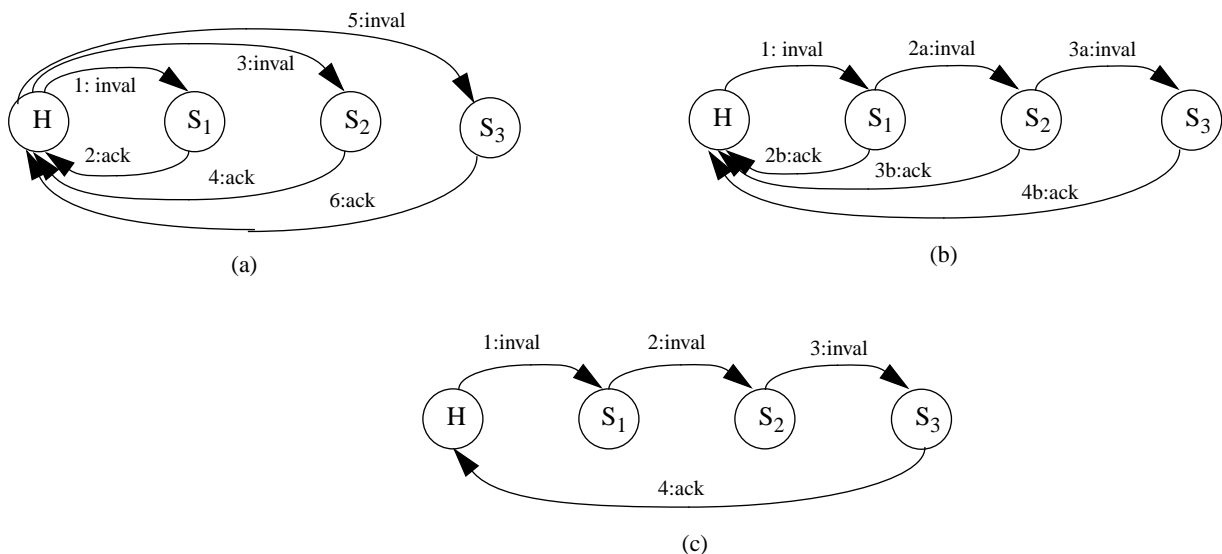 5:inval
3:inval
1: inval
H
S1
S2
S3
2:ack
4:ack
6:ack
(a)
1: inval
2a:inval
3a:inval
H
S1
S2
S3
2b:ack
3b:ack
4b:ack
(b)
1:inval
2:inval
3:inval
H
S1
S2
S3
4:ack
(c)